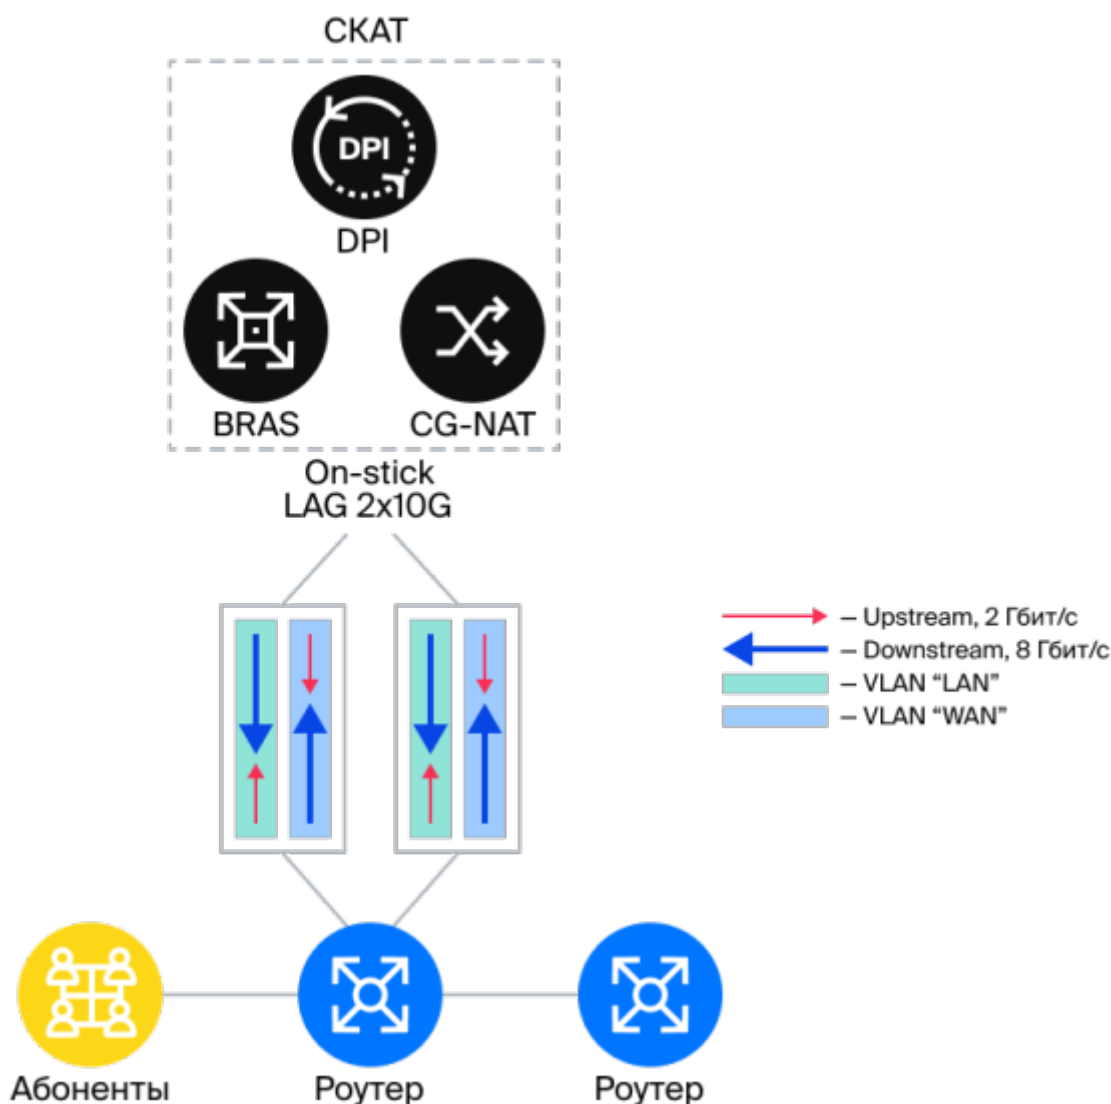 СКАТ
DPI
DPI
BRAS
CG-NAT
On-stick
LAG 2x10G
– Upstream, 2 Гбит/с
– Downstream, 8 Гбит/с
– VLAN “LAN”
– VLAN “WAN”
Абоненты
Роутер
Роутер